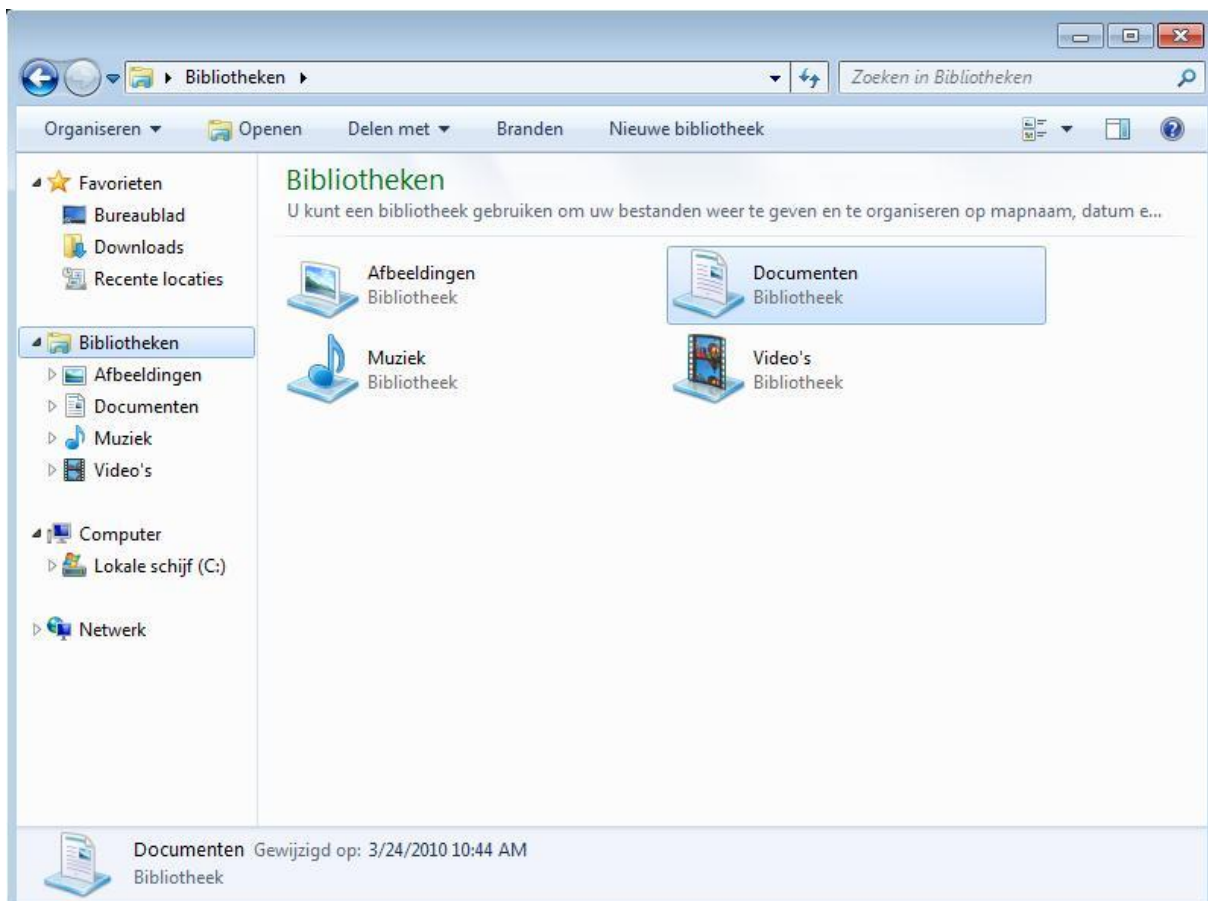 Bibliotheken
Zoeken in Bibliotheken
Organiseren Openen Delen met Branden Nieuwe bibliotheek
Favorieten
Bureaublad
Downloads
Recente locaties
Bibliotheken
Afbeeldingen
Documenten
Muziek
Video's
Computer
Lokale schijf (C:)
Netwerk
Bibliotheken
U kunt een bibliotheek gebruiken om uw bestanden weer te geven en te organiseren op mapnaam, datum e...
Afbeeldingen
Bibliotheek
Documenten
Bibliotheek
Muziek
Bibliotheek
Video's
Bibliotheek
Documenten Gewijzigd op: 3/24/2010 10:44 AM
Bibliotheek